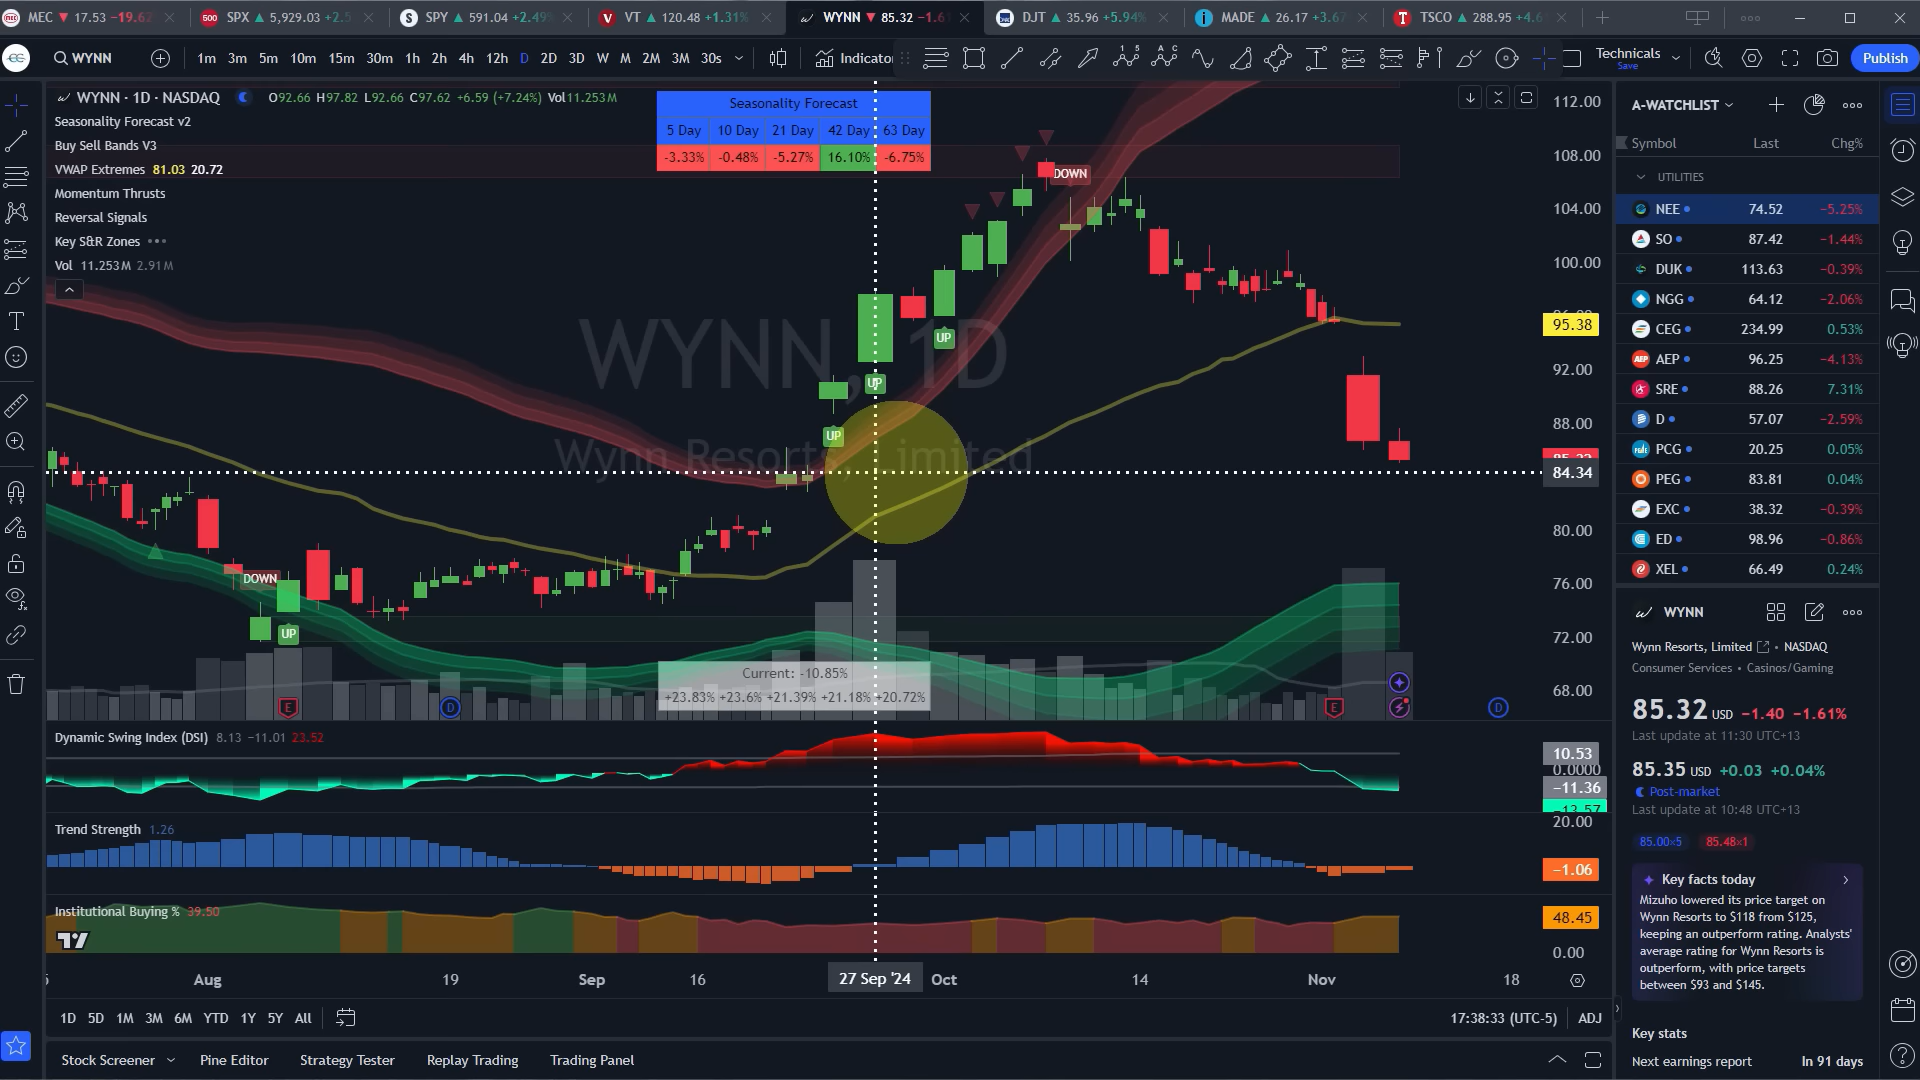 MEC ▼ 17.53 −19.62
500 SPX ▲ 5,929.03 +2.5
S SPY ▲ 591.04 +2.49%
V VT ▲ 120.48 +1.31%
WYNN ▼ 85.32 −1.6
DJT ▲ 35.96 +5.94%
MADE ▲ 26.17 +3.67
T TSCO ▲ 288.95 +4.6
WYNN
1m 3m 5m 10m 15m 30m 1h 2h 4h 12h D 2D 3D W M 2M 3M 30s
Indicato
Technicals
Save
Publish
WYNN · 1D · NASDAQ O92.66 H97.82 L92.66 C97.62 +6.59 (+7.24%) Vol11.253M
Seasonality Forecast v2
Buy Sell Bands V3
VWAP Extremes 81.03 20.72
Momentum Thrusts
Reversal Signals
Key S&R Zones
Vol 11.253M 2.91M
Seasonality Forecast
5 Day 10 Day 21 Day 42 Day 63 Day
-3.33% -0.48% -5.27% 16.10% -6.75%
WYNN, 1D
Wynn Resorts, Limited
DOWN
UP
UP
UP
UP
DOWN
UP
E
D
E
D
Current: -10.85%
+23.83% +23.6% +21.39% +21.18% +20.72%
112.00
108.00
104.00
100.00
95.38
92.00
88.00
84.34
80.00
76.00
72.00
68.00
Dynamic Swing Index (DSI) 8.13 −11.01 23.52
10.53
0.0000
−11.36
Trend Strength 1.26
20.00
−1.06
Institutional Buying % 39.50
48.45
0.00
Aug 19 Sep 16 27 Sep '24 Oct 14 Nov 18
1D 5D 1M 3M 6M YTD 1Y 5Y All
17:38:33 (UTC-5) ADJ
Stock Screener Pine Editor Strategy Tester Replay Trading Trading Panel
A-WATCHLIST
Symbol Last Chg%
UTILITIES
NEE 74.52 −5.25%
SO 87.42 −1.44%
DUK 113.63 −0.39%
NGG 64.12 −2.06%
CEG 234.99 0.53%
AEP 96.25 −4.13%
SRE 88.26 7.31%
D 57.07 −2.59%
PCG 20.25 0.05%
PEG 83.81 0.04%
EXC 38.32 −0.39%
ED 98.96 −0.86%
XEL 66.49 0.24%
WYNN
Wynn Resorts, Limited • NASDAQ
Consumer Services • Casinos/Gaming
85.32 USD −1.40 −1.61%
Last update at 11:30 UTC+13
85.35 USD +0.03 +0.04%
Post-market
Last update at 10:48 UTC+13
85.00×5 85.48×1
Key facts today
Mizuho lowered its price target on
Wynn Resorts to $118 from $125,
keeping an outperform rating. Analysts'
average rating for Wynn Resorts is
outperform, with price targets
between $93 and $145.
Key stats
Next earnings report In 91 days